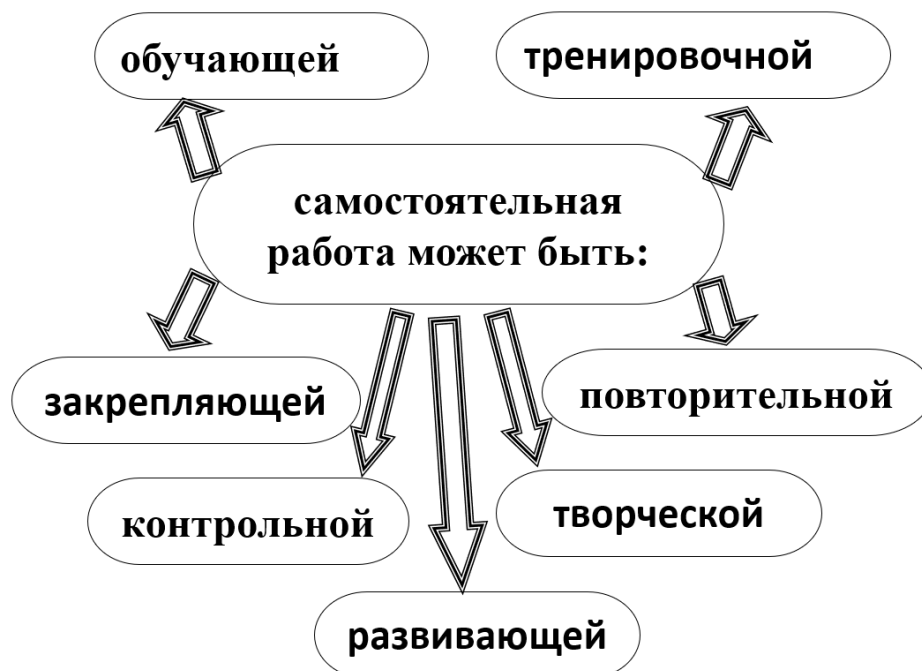 обучающей
тренировочной
самостоятельная
работа может быть:
закрепляющей
повторительной
контрольной
творческой
развивающей